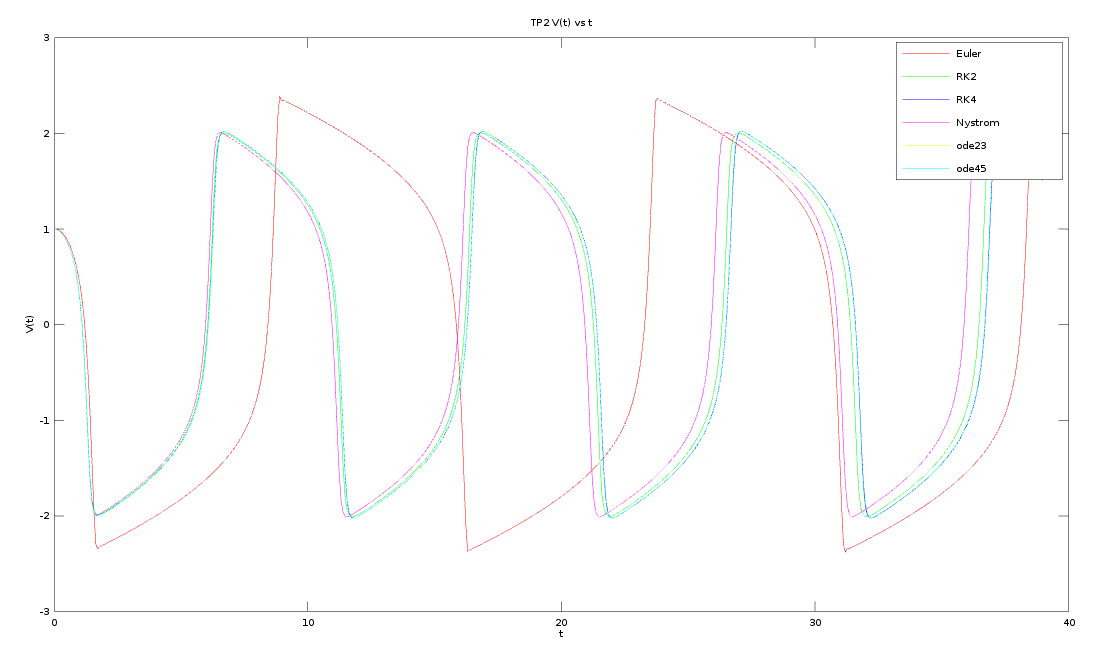 TP2 V(t) vs t
3
2
1
0
-1
-2
-3
V(t)
0
10
20
30
40
t
Euler
RK2
RK4
Nystrom
ode23
ode45